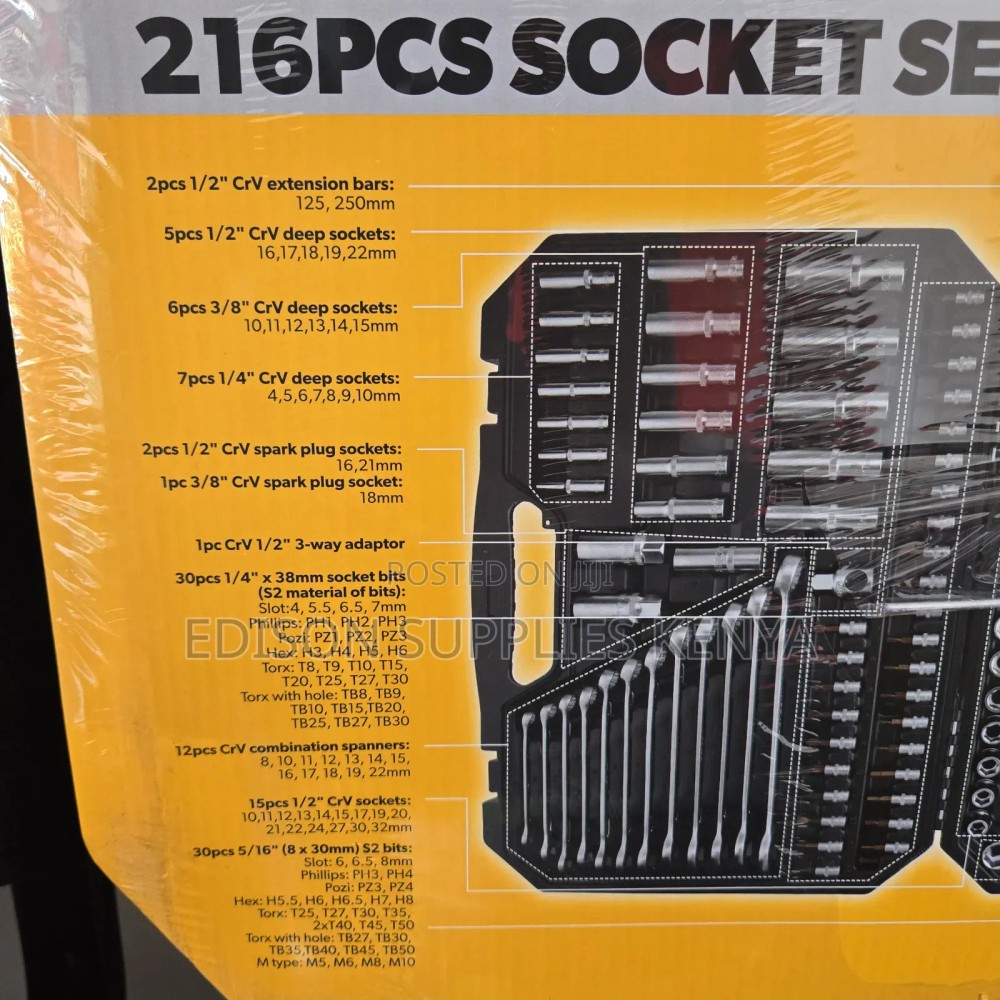 216PCS SOCKET SE
2pcs 1/2" CrV extension bars:
125, 250mm
5pcs 1/2" CrV deep sockets:
16,17,18,19,22mm
6pcs 3/8" CrV deep sockets:
10,11,12,13,14,15mm
7pcs 1/4" CrV deep sockets:
4,5,6,7,8,9,10mm
2pcs 1/2" CrV spark plug sockets:
16,21mm
1pc 3/8" CrV spark plug socket:
18mm
1pc CrV 1/2" 3-way adaptor
30pcs 1/4" x 38mm socket bits
(S2 material of bits):
Slot:4, 5.5, 6.5, 7mm
Phillips: PH1, PH2, PH3
Pozi: PZ1, PZ2, PZ3
Hex: H3, H4, H5, H6
Torx: T8, T9, T10, T15,
T20, T25, T27, T30
Torx with hole: TB8, TB9,
TB10, TB15,TB20,
TB25, TB27, TB30
12pcs CrV combination spanners:
8, 10, 11, 12, 13, 14, 15,
16, 17, 18, 19, 22mm
15pcs 1/2" CrV sockets:
10,11,12,13,14,15,17,19,20,
21,22,24,27,30,32mm
30pcs 5/16" (8 x 30mm) S2 bits:
Slot: 6, 6.5, 8mm
Phillips: PH3, PH4
Pozi: PZ3, PZ4
Hex: H5.5, H6, H6.5, H7, H8
Torx: T25, T27, T30, T35,
2xT40, T45, T50
Torx with hole: TB27, TB30,
TB35,TB40, TB45, TB50
M type: M5, M6, M8, M10
POSTED ON JIJI
EDISON SUPPLIES KENYA